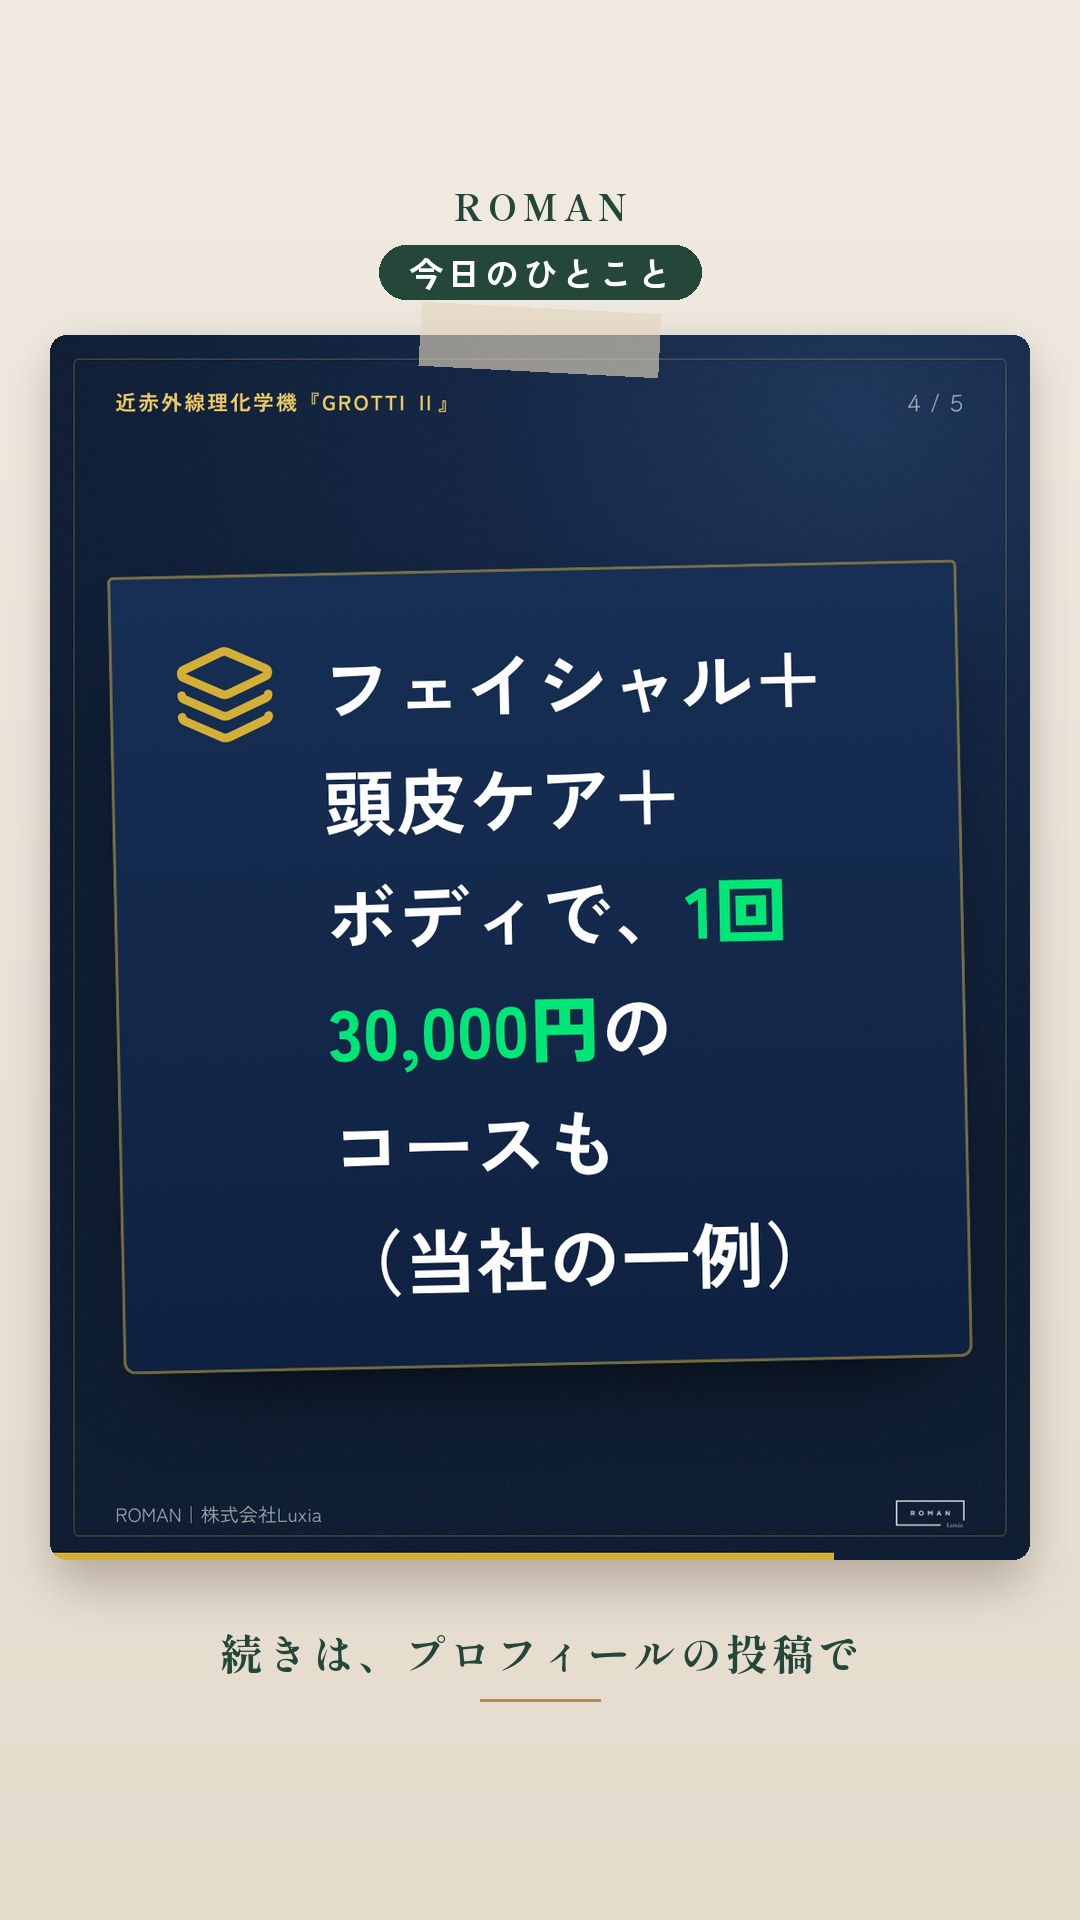 ROMAN
今日のひとこと
近赤外線理化学機『GROTTI II』
4 / 5
フェイシャル＋
頭皮ケア＋
ボディで、1回
30,000円の
コースも
（当社の一例）
ROMAN｜株式会社Luxia
ROMAN
Luxia
続きは、プロフィールの投稿で